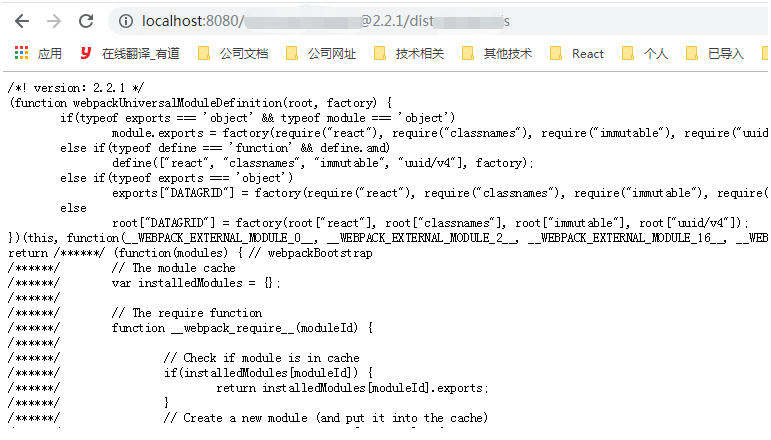 localhost:8080/ @2.2.1/dist s
应用 在线翻译_有道 公司文档 公司网址 技术相关 其他技术 React 个人 已导入
/*! version: 2.2.1 */
(function webpackUniversalModuleDefinition(root, factory) {
if(typeof exports === 'object' && typeof module === 'object')
module.exports = factory(require("react"), require("classnames"), require("immutable"), require("uuid
else if(typeof define === 'function' && define.amd)
define(["react", "classnames", "immutable", "uuid/v4"], factory);
else if(typeof exports === 'object')
exports["DATAGRID"] = factory(require("react"), require("classnames"), require("immutable"), require(
else
root["DATAGRID"] = factory(root["react"], root["classnames"], root["immutable"], root["uuid/v4"]);
})(this, function(__WEBPACK_EXTERNAL_MODULE_0__, __WEBPACK_EXTERNAL_MODULE_2__, __WEBPACK_EXTERNAL_MODULE_16__, __WEB
return /******/ (function(modules) { // webpackBootstrap
/******/ // The module cache
/******/ var installedModules = {};
/******/
/******/ // The require function
/******/ function __webpack_require__(moduleId) {
/******/
/******/ // Check if module is in cache
/******/ if(installedModules[moduleId]) {
/******/ return installedModules[moduleId].exports;
/******/ }
/******/ // Create a new module (and put it into the cache)